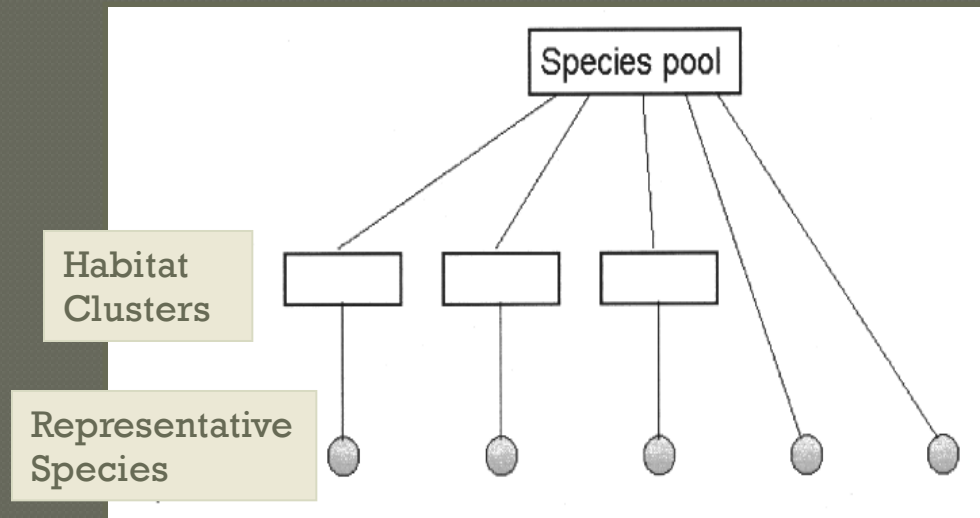 Species pool
Habitat
Clusters
Representative
Species